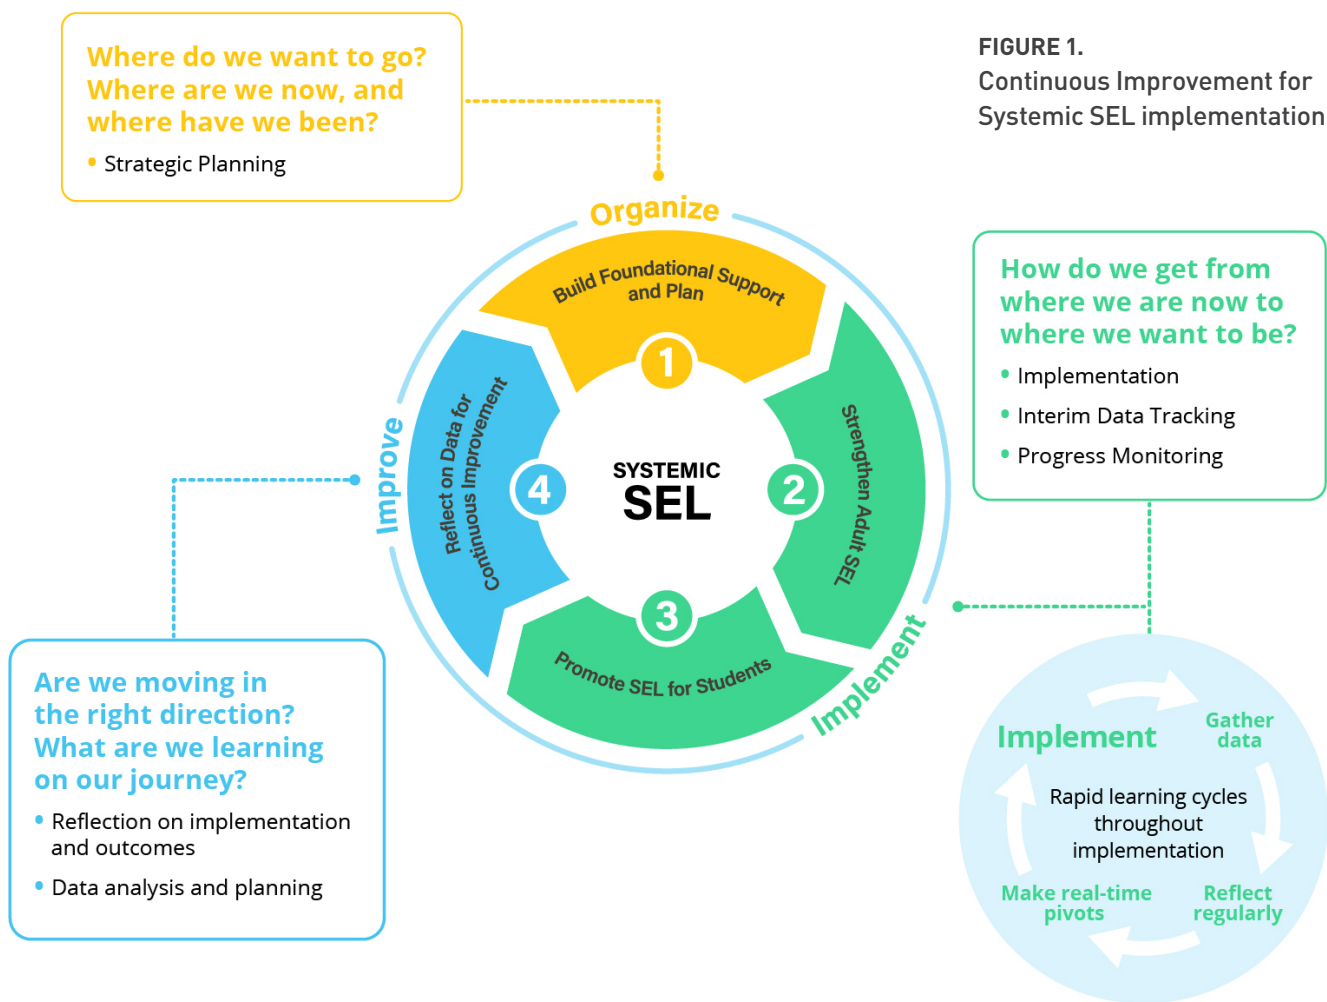 FIGURE 1.
Continuous Improvement for
Systemic SEL implementation
Where do we want to go?
Where are we now, and
where have we been?
• Strategic Planning
Organize
Build Foundational Support
and Plan
1
How do we get from
where we are now to
where we want to be?
• Implementation
• Interim Data Tracking
• Progress Monitoring
Strengthen Adult SEL
2
SYSTEMIC
SEL
Implement
3
Promote SEL for Students
Improve
Reflect on Data for
Continuous Improvement
4
Are we moving in
the right direction?
What are we learning
on our journey?
• Reflection on implementation
and outcomes
• Data analysis and planning
Implement
Gather
data
Rapid learning cycles
throughout
implementation
Reflect
regularly
Make real-time
pivots